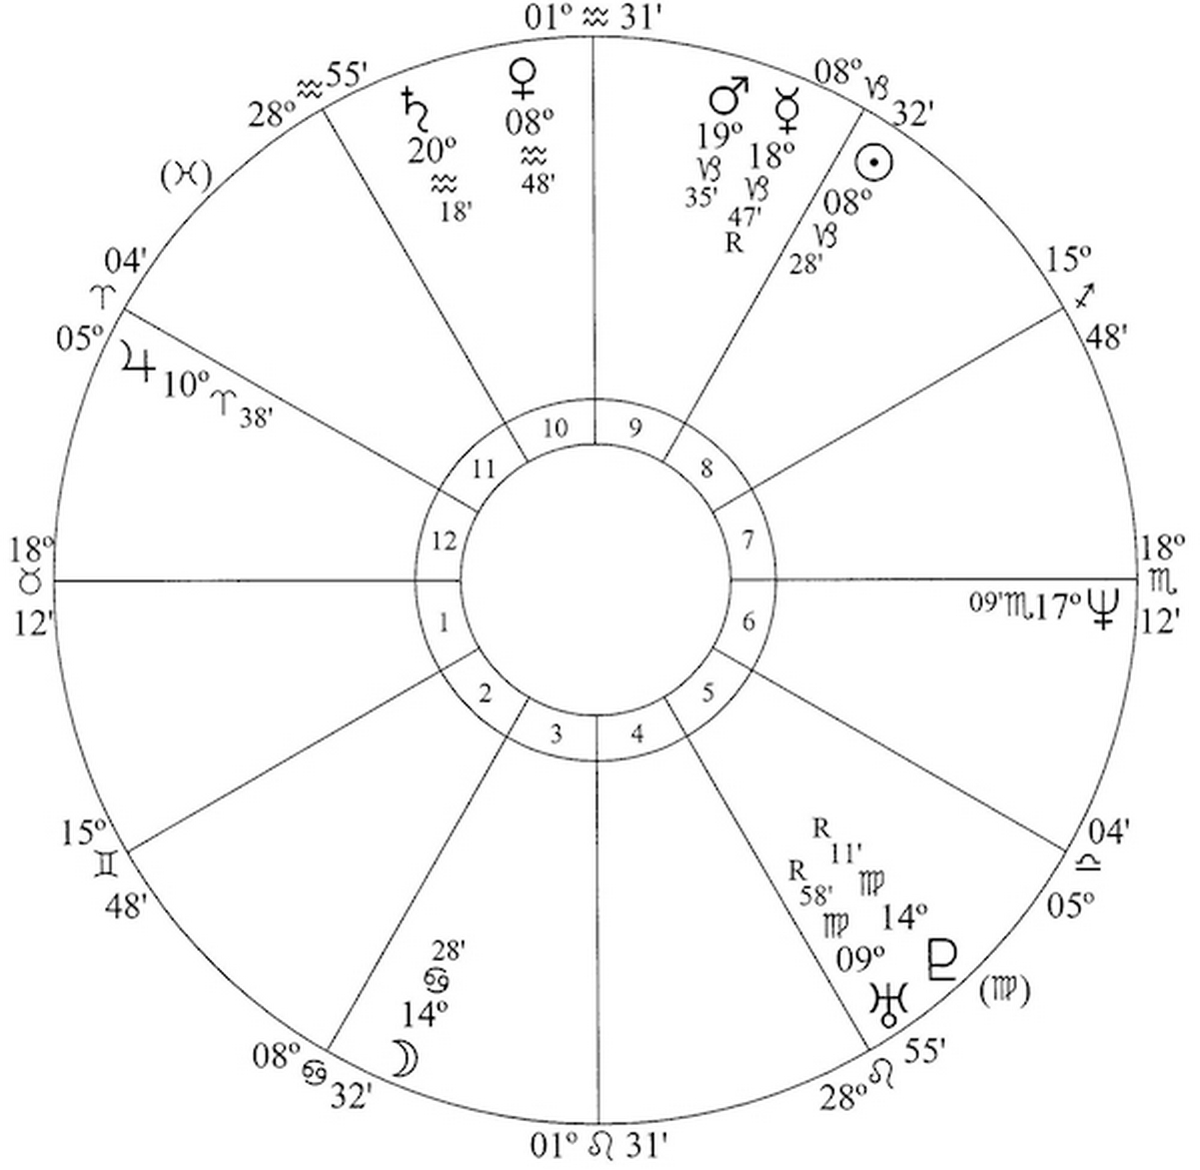 01º ♒ 31'
28º ♒ 55'
08º ♑ 32'
♄
20º
♒
18'
♀
08º
♒
48'
♂
19º
♑
35'
☿
18º
♑
47'
R
☉
08º
♑
28'
(♓)
04'
♈
05º
15º
♐
48'
♃ 10º ♈ 38'
10
9
11
8
12
7
1
6
2
5
3
4
18º
♉
12'
18º
♏
12'
09' ♏ 17º ♆
15º
♊
48'
04'
♎
05º
R
11'
♍
14º
♇
R
58'
♍
09º
♅
(♍)
28'
♋
14º
☽
08º ♋ 32'
28º ♌ 55'
01º ♌ 31'